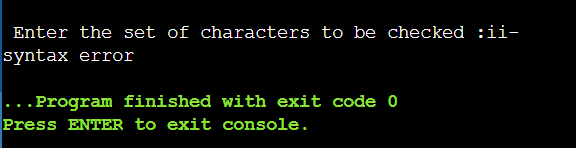 Enter the set of characters to be checked :ii-
syntax error
...Program finished with exit code 0
Press ENTER to exit console.